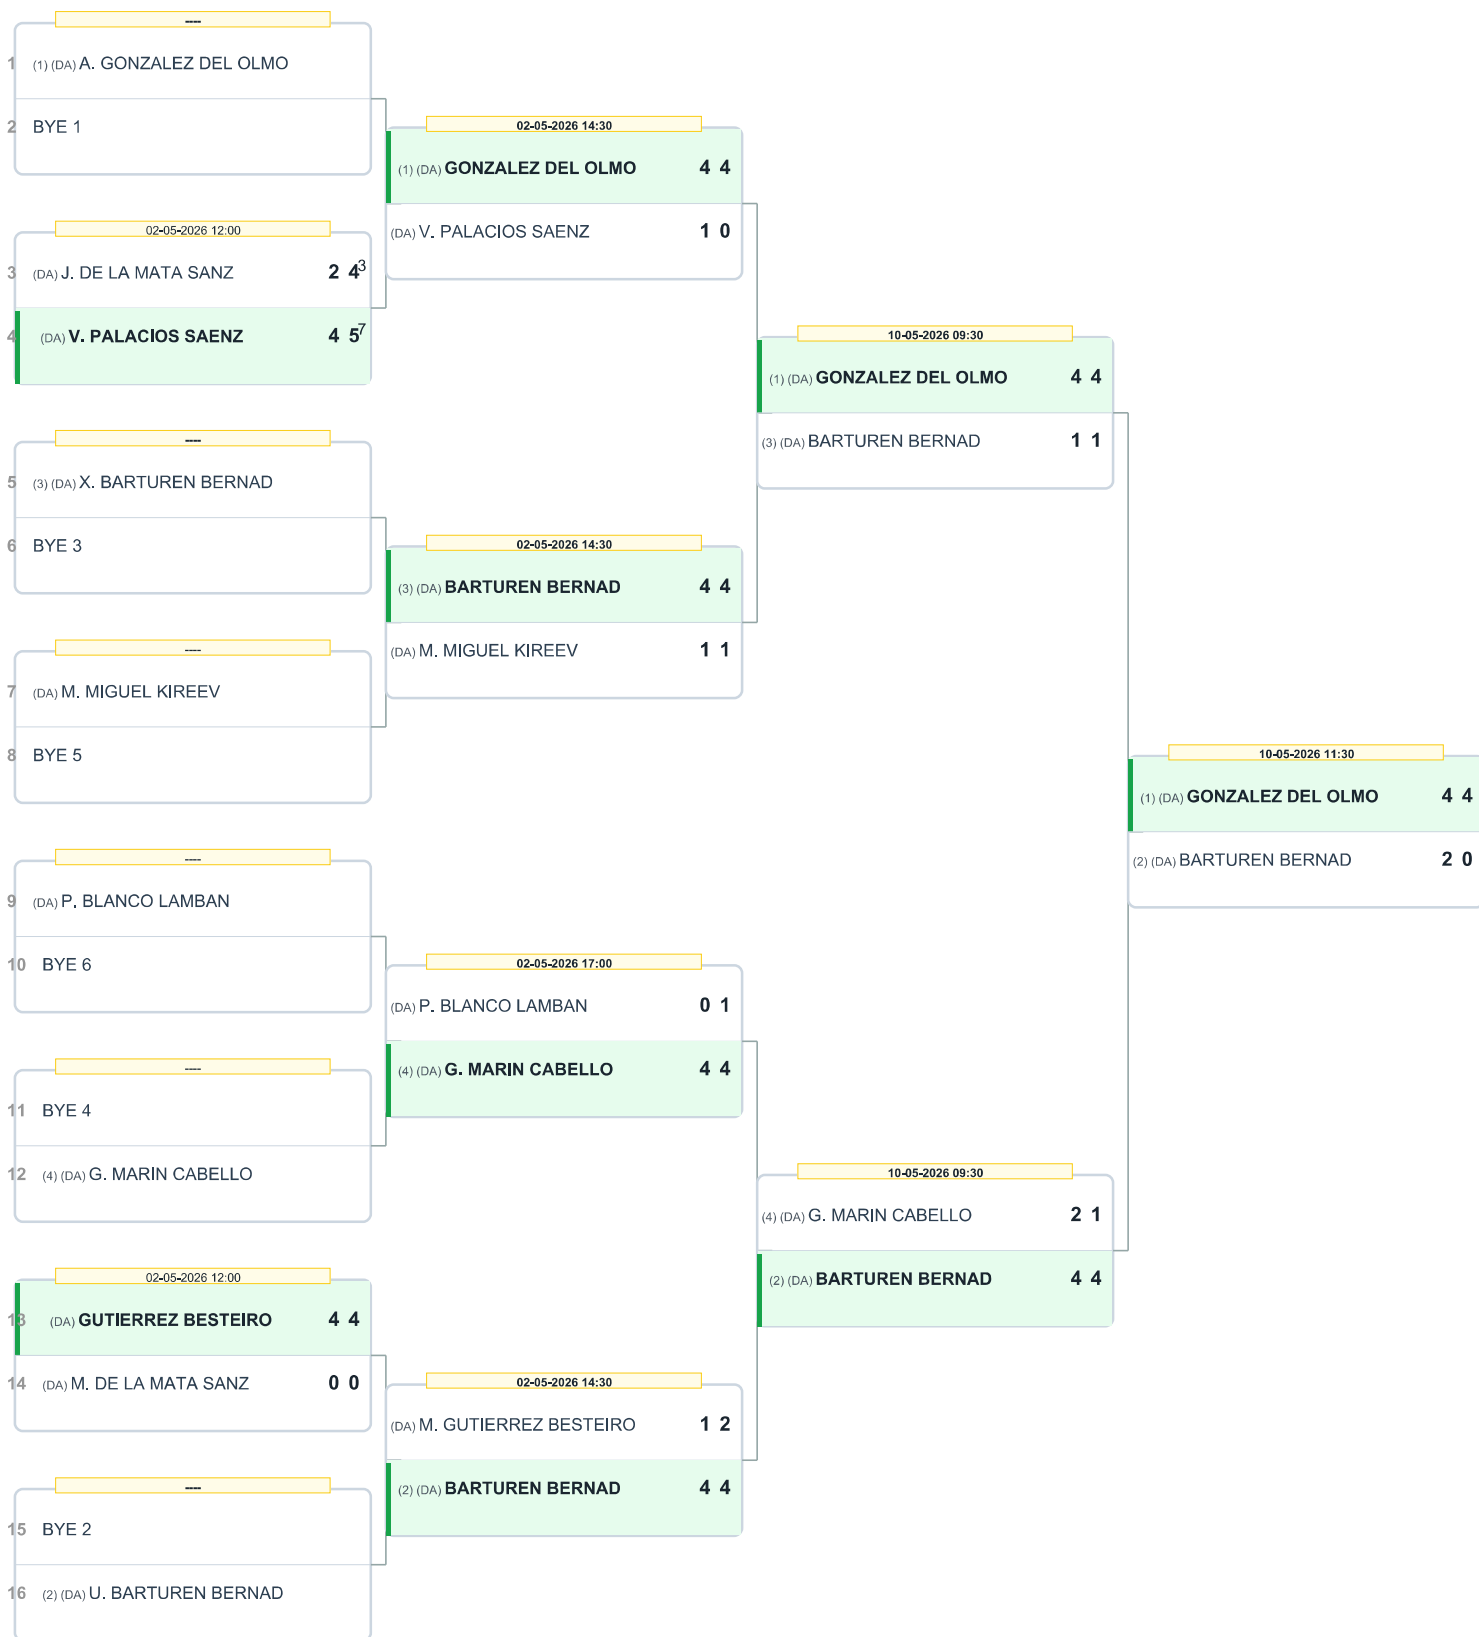 ----
1 (1) (DA) A. GONZALEZ DEL OLMO
2 BYE 1
02-05-2026 12:00
3 (DA) J. DE LA MATA SANZ 2 4 3
4 (DA) V. PALACIOS SAENZ 4 5 7
----
5 (3) (DA) X. BARTUREN BERNAD
6 BYE 3
----
7 (DA) M. MIGUEL KIREEV
8 BYE 5
----
9 (DA) P. BLANCO LAMBAN
10 BYE 6
----
11 BYE 4
12 (4) (DA) G. MARIN CABELLO
02-05-2026 12:00
13 (DA) GUTIERREZ BESTEIRO 4 4
14 (DA) M. DE LA MATA SANZ 0 0
----
15 BYE 2
16 (2) (DA) U. BARTUREN BERNAD
02-05-2026 14:30
(1) (DA) GONZALEZ DEL OLMO 4 4
(DA) V. PALACIOS SAENZ 1 0
02-05-2026 14:30
(3) (DA) BARTUREN BERNAD 4 4
(DA) M. MIGUEL KIREEV 1 1
02-05-2026 17:00
(DA) P. BLANCO LAMBAN 0 1
(4) (DA) G. MARIN CABELLO 4 4
02-05-2026 14:30
(DA) M. GUTIERREZ BESTEIRO 1 2
(2) (DA) BARTUREN BERNAD 4 4
10-05-2026 09:30
(1) (DA) GONZALEZ DEL OLMO 4 4
(3) (DA) BARTUREN BERNAD 1 1
10-05-2026 09:30
(4) (DA) G. MARIN CABELLO 2 1
(2) (DA) BARTUREN BERNAD 4 4
10-05-2026 11:30
(1) (DA) GONZALEZ DEL OLMO 4 4
(2) (DA) BARTUREN BERNAD 2 0